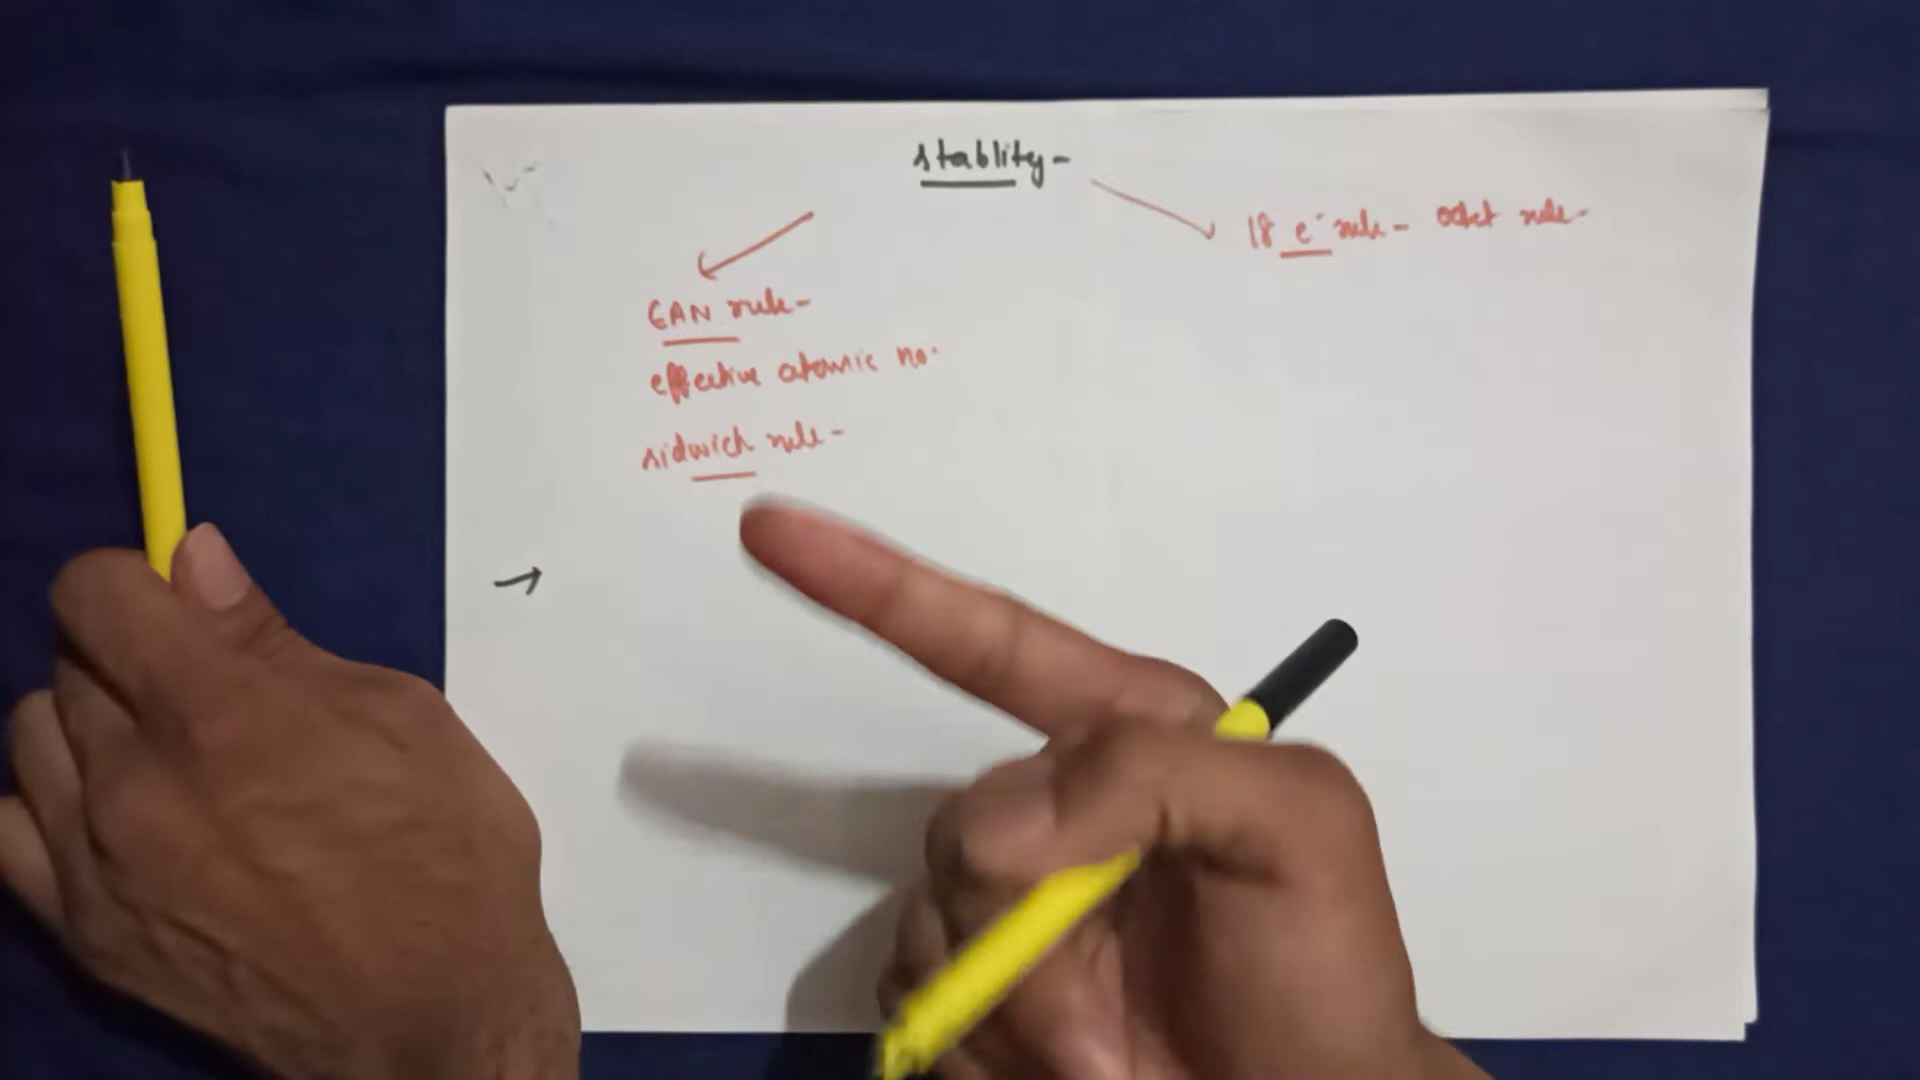 stablity-
18 e- rule - octet rule-
EAN rule-
effective atomic no.
sidwich rule-